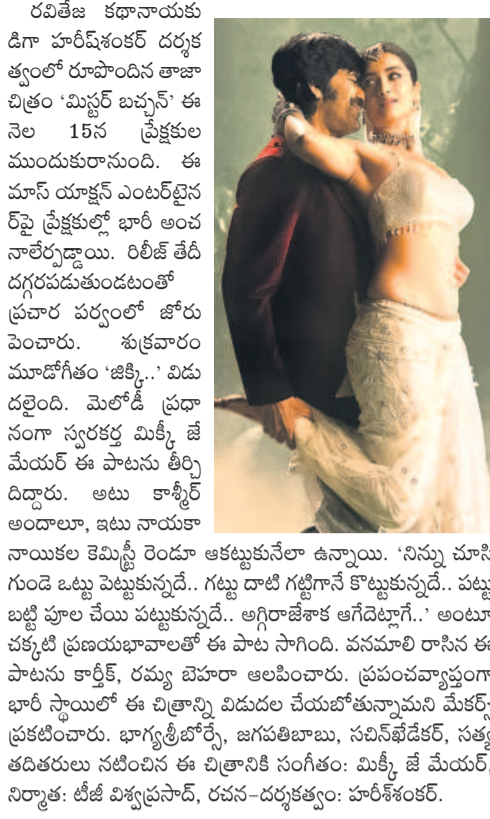 రవితేజ కథానాయకు
డిగా హరీష్‌శంకర్ దర్శక
త్వంలో రూపొందిన తాజా
చిత్రం ‘మిస్టర్ బచ్చన్’ ఈ
నెల 15న ప్రేక్షకుల
ముందుకురానుంది. ఈ
మాస్ యాక్షన్ ఎంటర్‌టైన
ర్‌పై ప్రేక్షకుల్లో భారీ అంచ
నాలేర్పడ్డాయి. రిలీజ్ తేదీ
దగ్గరపడుతుండటంతో
ప్రచార పర్వంలో జోరు
పెంచారు. శుక్రవారం
మూడోగీతం ‘జిక్కి..’ విడు
దలైంది. మెలోడీ ప్రధా
నంగా స్వరకర్త మిక్కీ జే
మేయర్ ఈ పాటను తీర్చి
దిద్దారు. అటు కాశ్మీర్
అందాలూ, ఇటు నాయకా
నాయికల కెమిస్ట్రీ రెండూ ఆకట్టుకునేలా ఉన్నాయి. ‘నిన్ను చూసి
గుండె ఒట్టు పెట్టుకున్నదే.. గట్టు దాటి గట్టిగానే కొట్టుకున్నదే.. పట్టు
బట్టి పూల చేయి పట్టుకున్నదే.. అగ్గిరాజేశాక ఆగేదెట్లాగే..’ అంటూ
చక్కటి ప్రణయభావాలతో ఈ పాట సాగింది. వనమాలి రాసిన ఈ
పాటను కార్తీక్, రమ్య బెహరా ఆలపించారు. ప్రపంచవ్యాప్తంగా
భారీ స్థాయిలో ఈ చిత్రాన్ని విడుదల చేయబోతున్నామని మేకర్స్
ప్రకటించారు. భాగ్యశ్రీబోర్సే, జగపతిబాబు, సచిన్‌ఖేడేకర్, సత్య
తదితరులు నటించిన ఈ చిత్రానికి సంగీతం: మిక్కీ జే మేయర్,
నిర్మాత: టీజీ విశ్వప్రసాద్, రచన-దర్శకత్వం: హరీశ్‌శంకర్.